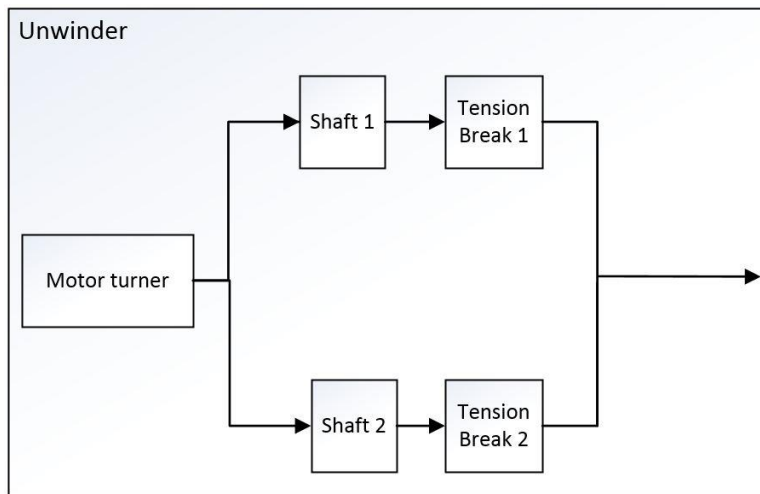 Unwinder
Shaft 1
Tension
Break 1
Motor turner
Shaft 2
Tension
Break 2